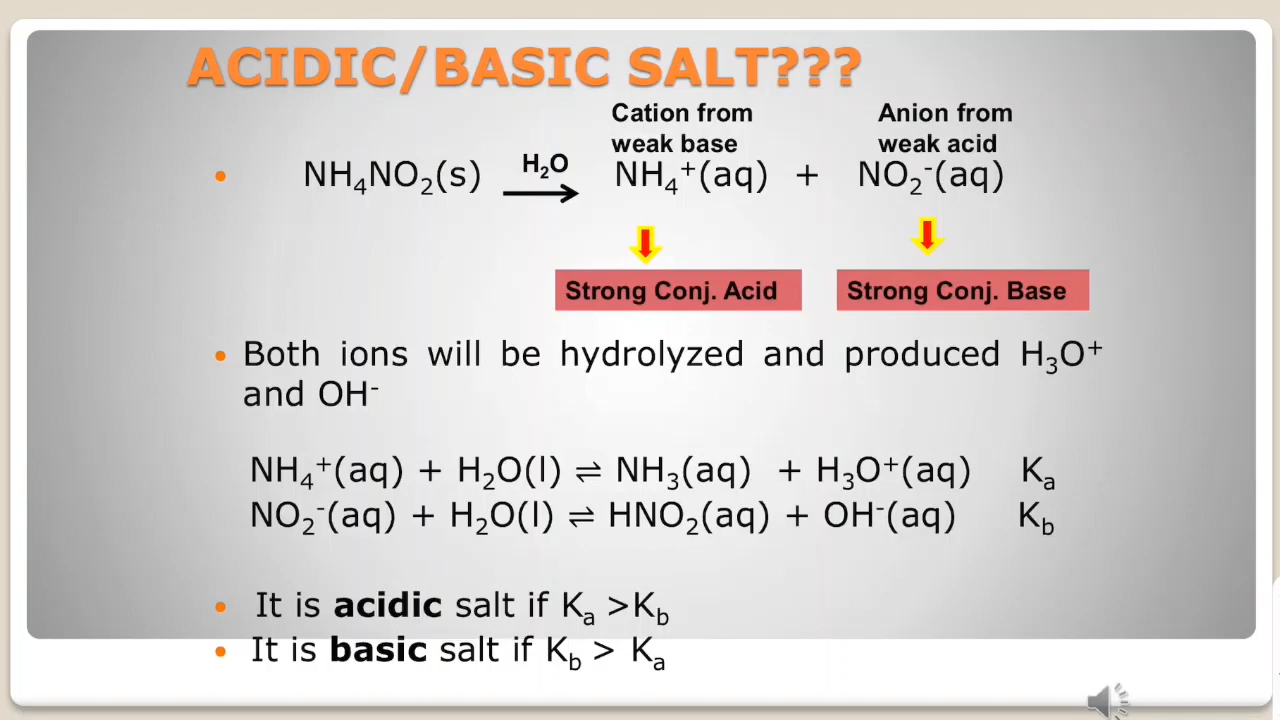 ACIDIC/BASIC SALT???
Cation from
weak base
Anion from
weak acid
• NH₄NO₂(s) H₂O NH₄⁺(aq) + NO₂⁻(aq)
Strong Conj. Acid
Strong Conj. Base
• Both ions will be hydrolyzed and produced H₃O⁺
and OH⁻
NH₄⁺(aq) + H₂O(l) ⇌ NH₃(aq) + H₃O⁺(aq) Kₐ
NO₂⁻(aq) + H₂O(l) ⇌ HNO₂(aq) + OH⁻(aq) K_b
• It is acidic salt if Kₐ >K_b
• It is basic salt if K_b > Kₐ